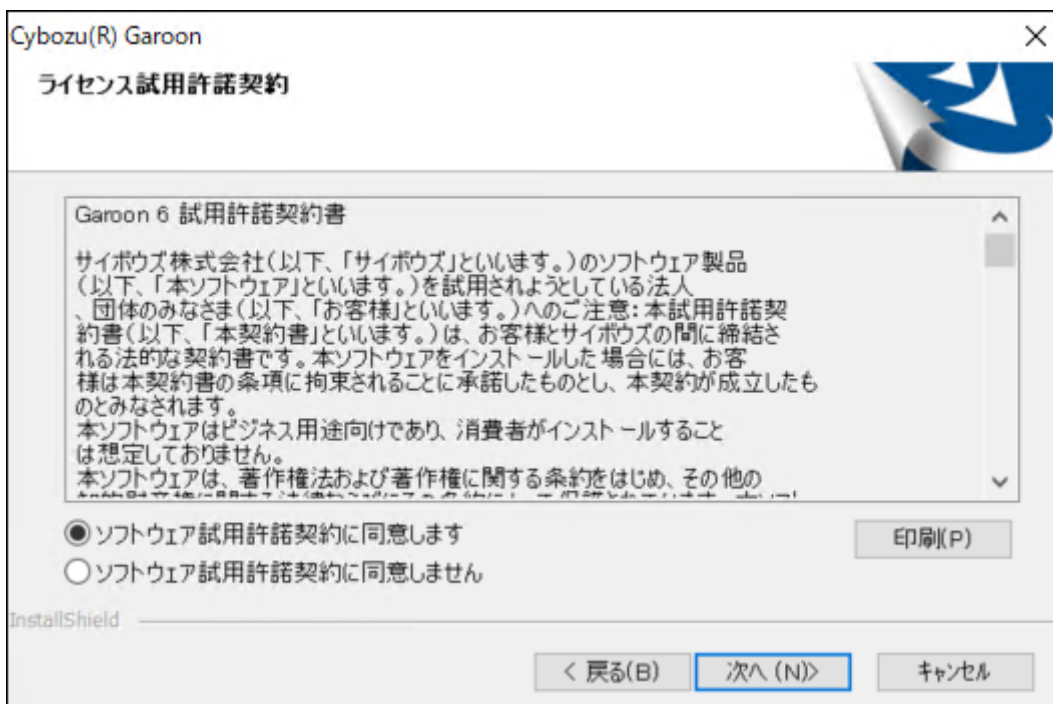 Cybozu(R) Garoon
ライセンス試用許諾契約
Garoon 6 試用許諾契約書
サイボウズ株式会社(以下、「サイボウズ」といいます。)のソフトウェア製品
(以下、「本ソフトウェア」といいます。)を試用されようとしている法人
、団体のみなさま(以下、「お客様」といいます。)へのご注意:本試用許諾契
約書(以下、「本契約書」といいます。)は、お客様とサイボウズの間に締結さ
れる法的な契約書です。本ソフトウェアをインストールした場合には、お客
様は本契約書の条項に拘束されることに承諾したものとし、本契約が成立したも
のとみなされます。
本ソフトウェアはビジネス用途向けであり、消費者がインストールすること
は想定しておりません。
本ソフトウェアは、著作権法および著作権に関する条約をはじめ、その他の
ソフトウェア試用許諾契約に同意します
印刷(P)
ソフトウェア試用許諾契約に同意しません
InstallShield
< 戻る(B)
次へ (N)>
キャンセル